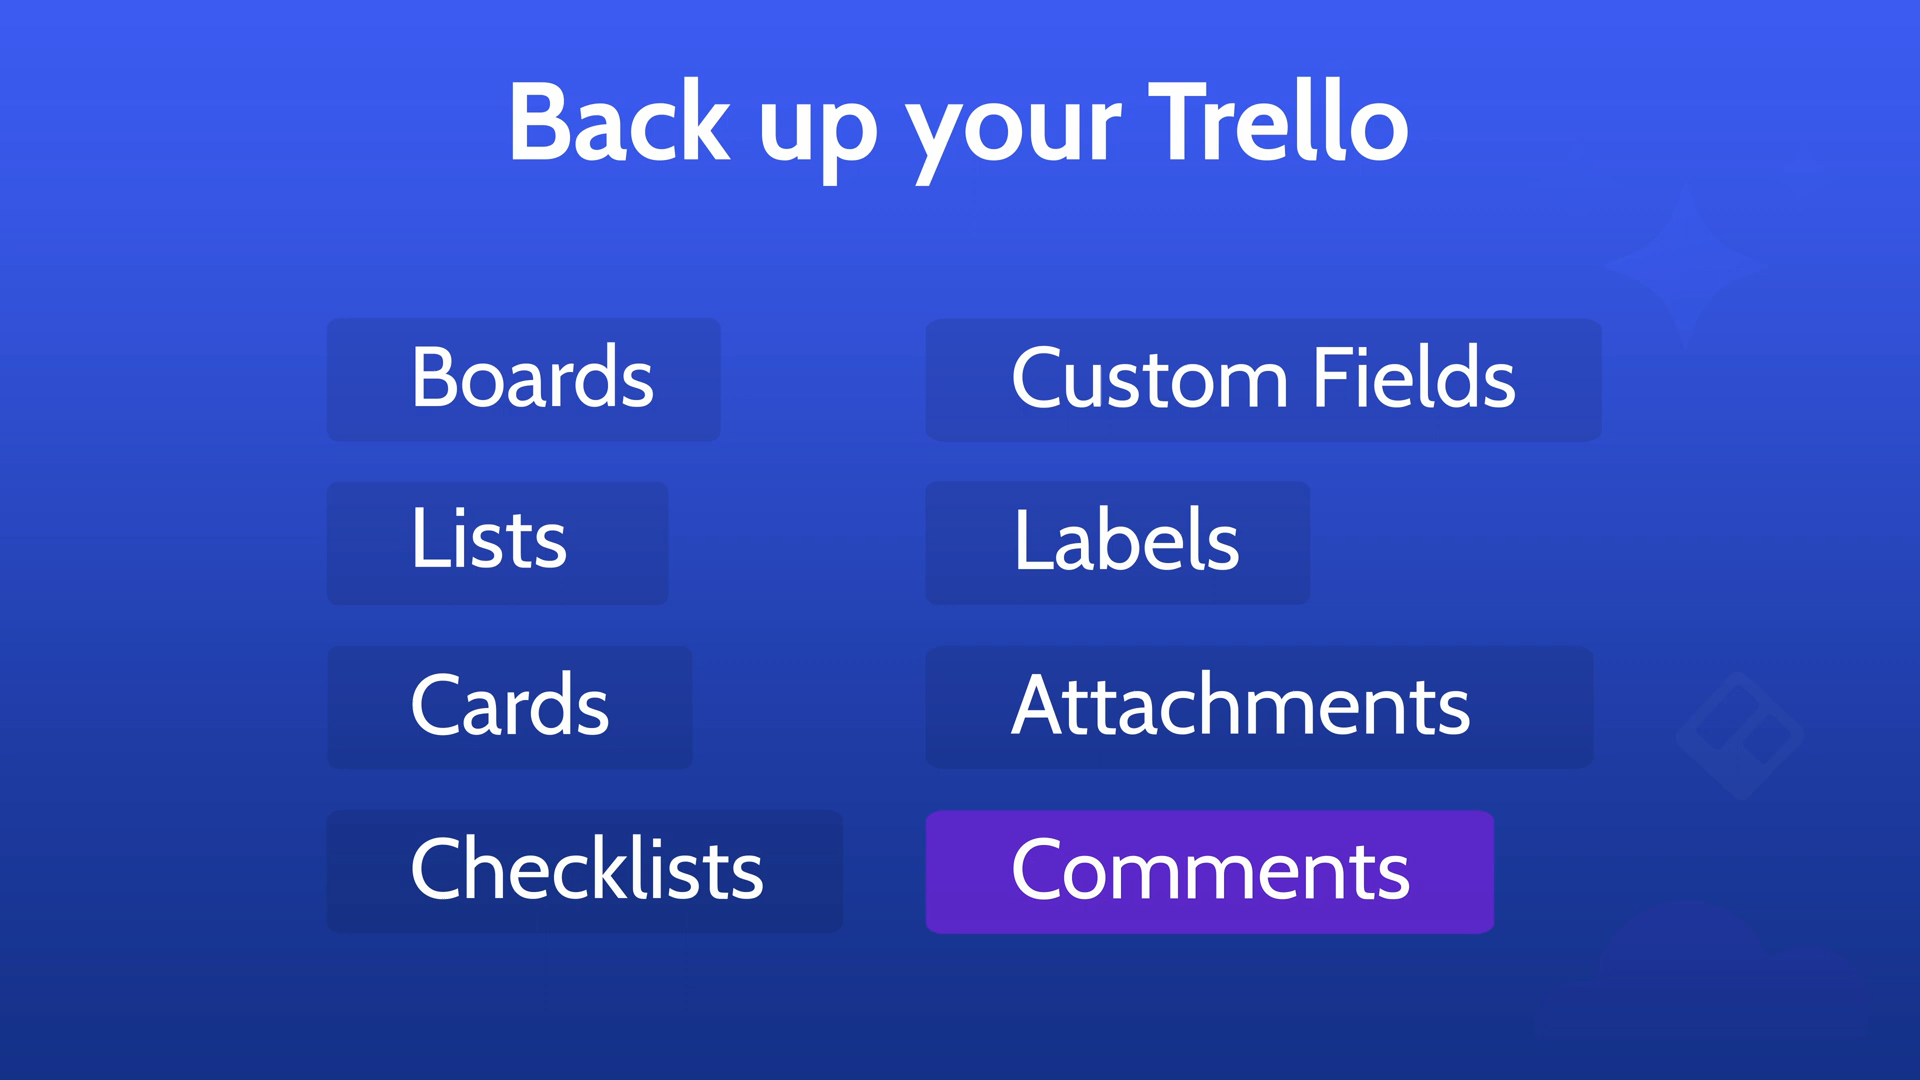 Back up your Trello
Boards
Lists
Cards
Checklists
Custom Fields
Labels
Attachments
Comments